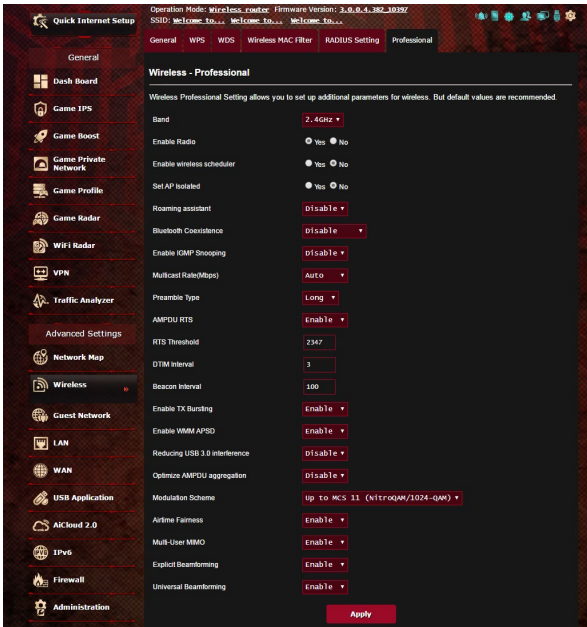 Quick Internet Setup
General
Dash Board
Game IPS
Game Boost
Game Private
Network
Game Profile
Game Radar
WiFi Radar
VPN
Traffic Analyzer
Advanced Settings
Network Map
Wireless
Guest Network
LAN
WAN
USB Application
AiCloud 2.0
IPv6
Firewall
Administration
Operation Mode: Wireless router Firmware Version: 3.0.0.4.382_10397
SSID: Welcome to... Welcome to... Welcome to...
General WPS WDS Wireless MAC Filter RADIUS Setting Professional
Wireless - Professional
Wireless Professional Setting allows you to set up additional parameters for wireless. But default values are recommended.
Band 2.4GHz
Enable Radio Yes No
Enable wireless scheduler Yes No
Set AP Isolated Yes No
Roaming assistant Disable
Bluetooth Coexistence Disable
Enable IGMP Snooping Disable
Multicast Rate(Mbps) Auto
Preamble Type Long
AMPDU RTS Enable
RTS Threshold 2347
DTIM Interval 3
Beacon Interval 100
Enable TX Bursting Enable
Enable WMM APSD Enable
Reducing USB 3.0 interference Disable
Optimize AMPDU aggregation Disable
Modulation Scheme Up to MCS 11 (NitroQAM/1024-QAM)
Airtime Fairness Enable
Multi-User MIMO Enable
Explicit Beamforming Enable
Universal Beamforming Enable
Apply